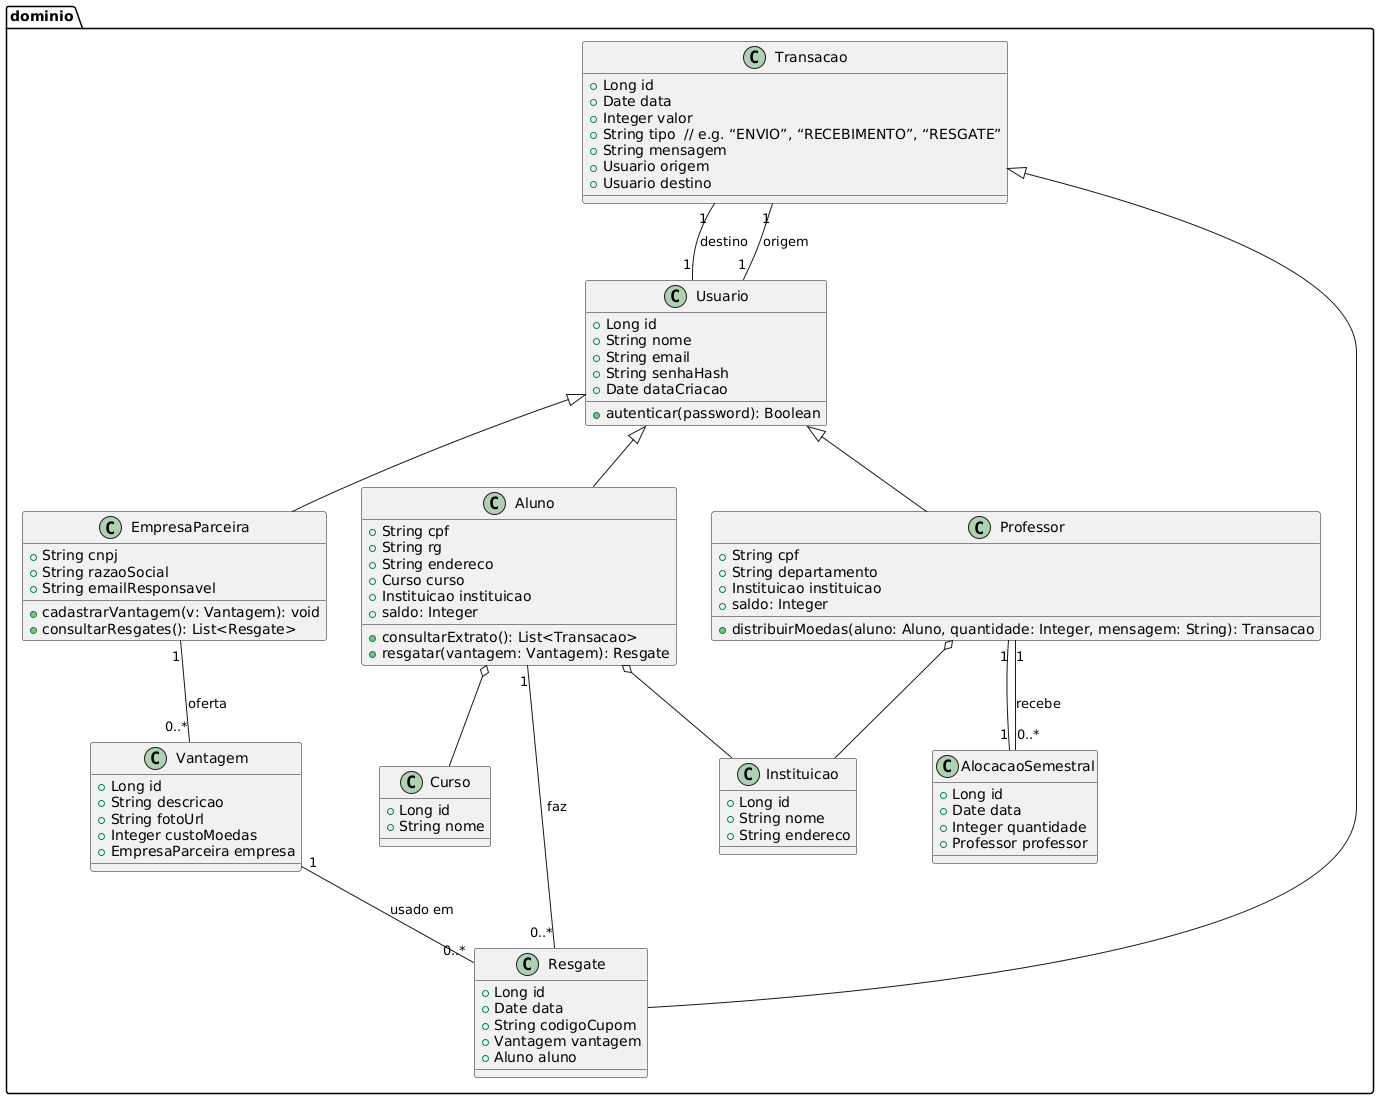 dominio
C Transacao
Long id
Date data
Integer valor
String tipo  // e.g. “ENVIO”, “RECEBIMENTO”, “RESGATE”
String mensagem
Usuario origem
Usuario destino
1
1
destino
origem
1
1
C Usuario
Long id
String nome
String email
String senhaHash
Date dataCriacao
autenticar(password): Boolean
C EmpresaParceira
String cnpj
String razaoSocial
String emailResponsavel
cadastrarVantagem(v: Vantagem): void
consultarResgates(): List<Resgate>
C Aluno
String cpf
String rg
String endereco
Curso curso
Instituicao instituicao
saldo: Integer
consultarExtrato(): List<Transacao>
resgatar(vantagem: Vantagem): Resgate
C Professor
String cpf
String departamento
Instituicao instituicao
saldo: Integer
distribuirMoedas(aluno: Aluno, quantidade: Integer, mensagem: String): Transacao
1
oferta
0..*
1
faz
0..*
1
1
recebe
1
0..*
C Vantagem
Long id
String descricao
String fotoUrl
Integer custoMoedas
EmpresaParceira empresa
C Curso
Long id
String nome
C Instituicao
Long id
String nome
String endereco
C AlocacaoSemestral
Long id
Date data
Integer quantidade
Professor professor
1
usado em
0..*
C Resgate
Long id
Date data
String codigoCupom
Vantagem vantagem
Aluno aluno